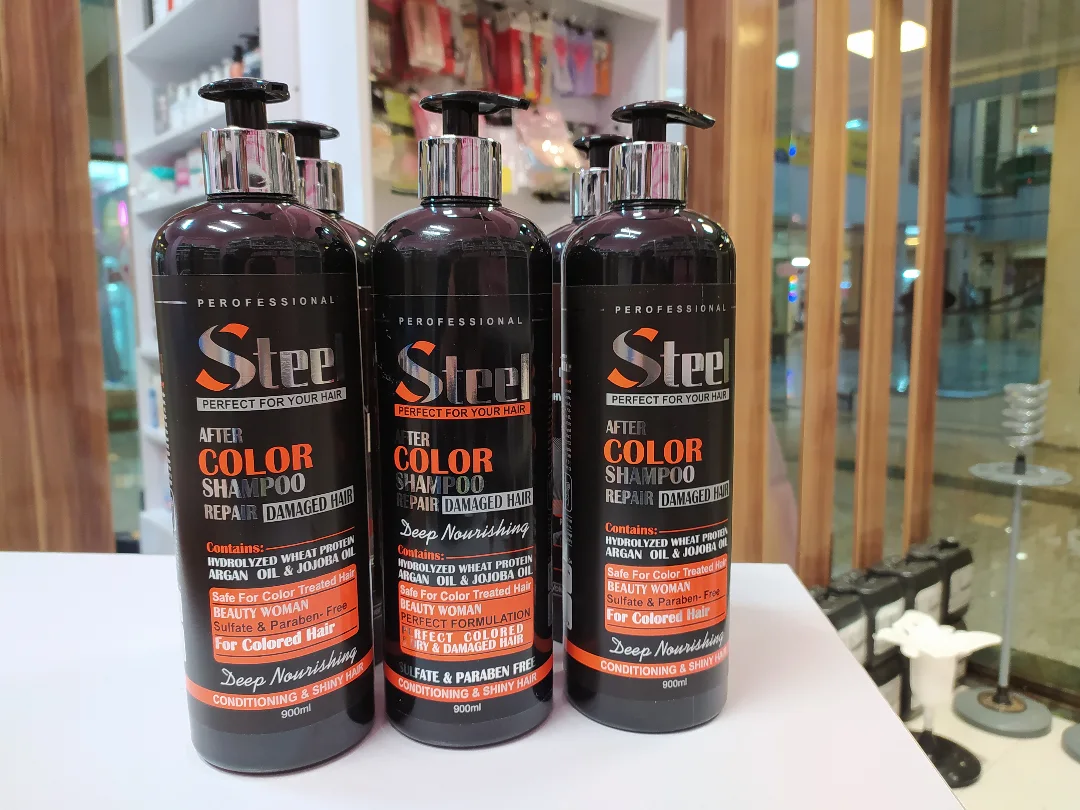 PEROFESSIONAL
Steel
PERFECT FOR YOUR HAIR
AFTER
COLOR
SHAMPOO
REPAIR DAMAGED HAIR
Contains:
HYDROLYZED WHEAT PROTEIN
ARGAN OIL & JOJOBA OIL
Safe For Color Treated Hair
BEAUTY WOMAN
Sulfate & Paraben- Free
For Colored Hair
Deep Nourishing
CONDITIONING & SHINY HAIR
900ml
PEROFESSIONAL
Steel
PERFECT FOR YOUR HAIR
AFTER
COLOR
SHAMPOO
REPAIR DAMAGED HAIR
Deep Nourishing
Contains:
HYDROLYZED WHEAT PROTEIN
ARGAN OIL & JOJOBA OIL
Safe For Color Treated Hair
BEAUTY WOMAN
PERFECT FORMULATION
PERFECT COLORED
DRY & DAMAGED HAIR
SULFATE & PARABEN FREE
CONDITIONING & SHINY HAIR
900ml
PEROFESSIONAL
Steel
PERFECT FOR YOUR HAIR
AFTER
COLOR
SHAMPOO
REPAIR DAMAGED HAIR
Contains:
HYDROLYZED WHEAT PROTEIN
ARGAN OIL & JOJOBA OIL
Safe For Color Treated Hair
BEAUTY WOMAN
Sulfate & Paraben- Free
For Colored Hair
Deep Nourishing
CONDITIONING & SHINY HAIR
900ml